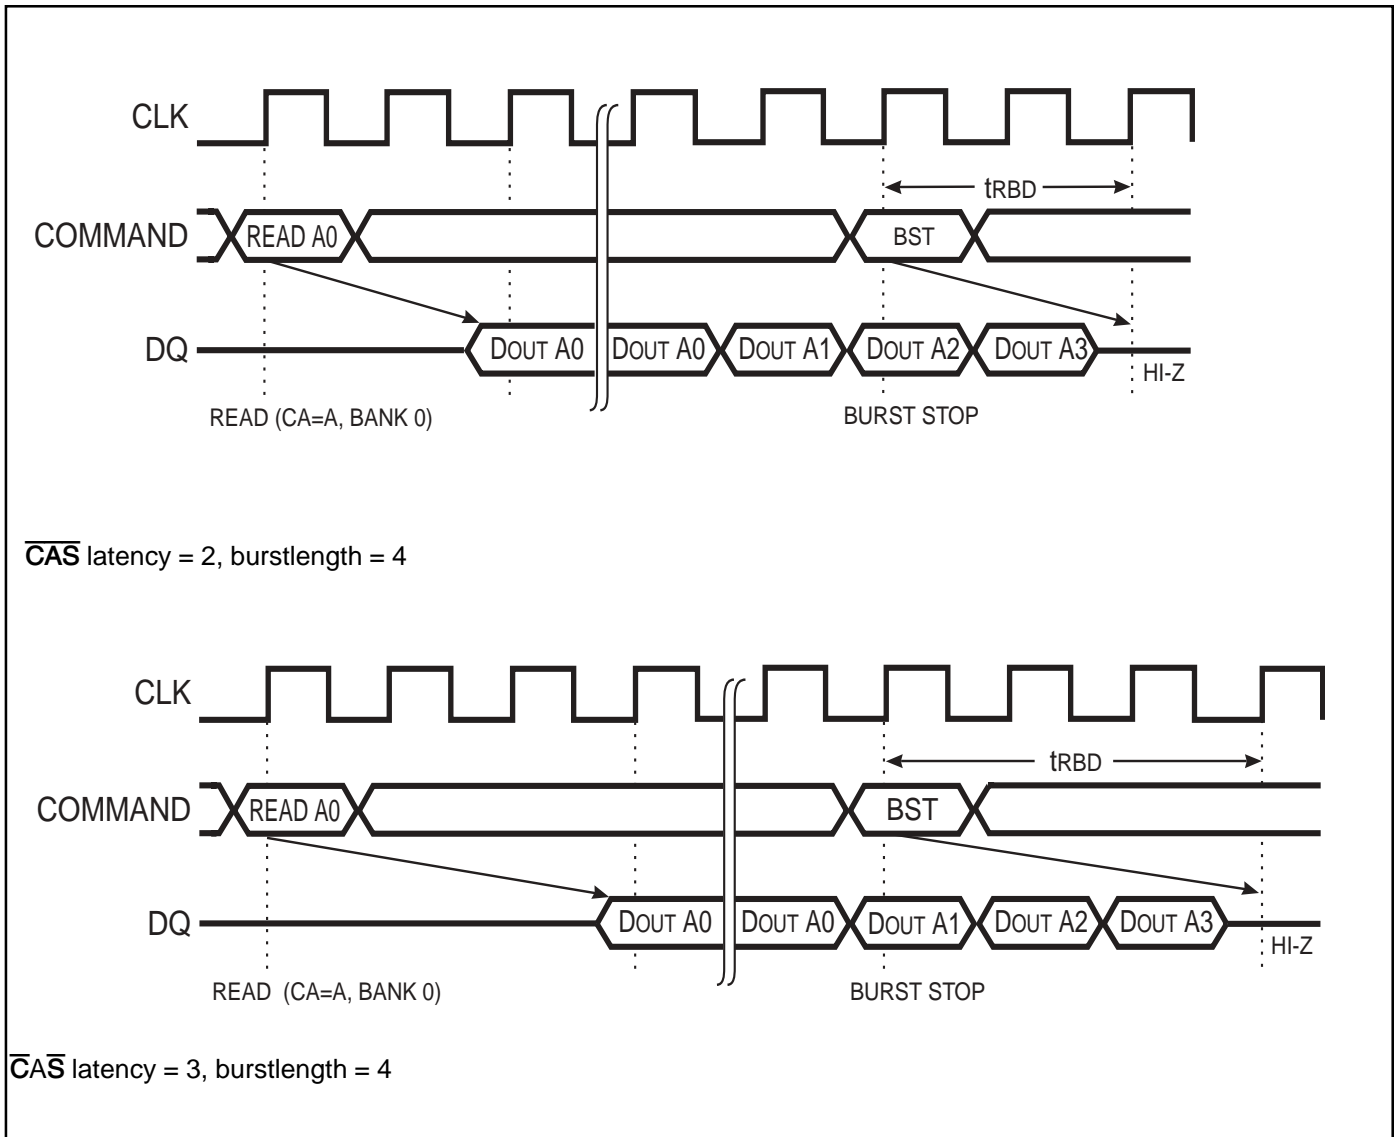 CLK
tRBD
COMMAND READ A0 BST
DQ DOUT A0 DOUT A0 DOUT A1 DOUT A2 DOUT A3 HI-Z
READ (CA=A, BANK 0) BURST STOP
CAS latency = 2, burstlength = 4
CLK
tRBD
COMMAND READ A0 BST
DQ DOUT A0 DOUT A0 DOUT A1 DOUT A2 DOUT A3 HI-Z
READ (CA=A, BANK 0) BURST STOP
CAS latency = 3, burstlength = 4